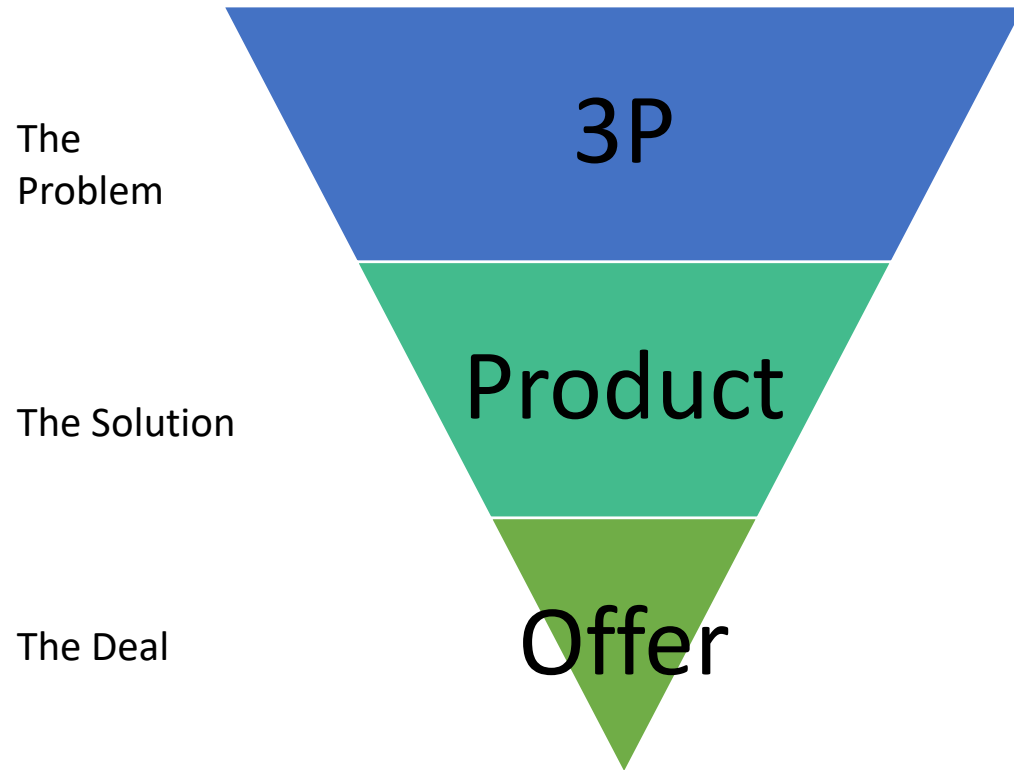 The
Problem
3P
The Solution
Product
The Deal
Offer